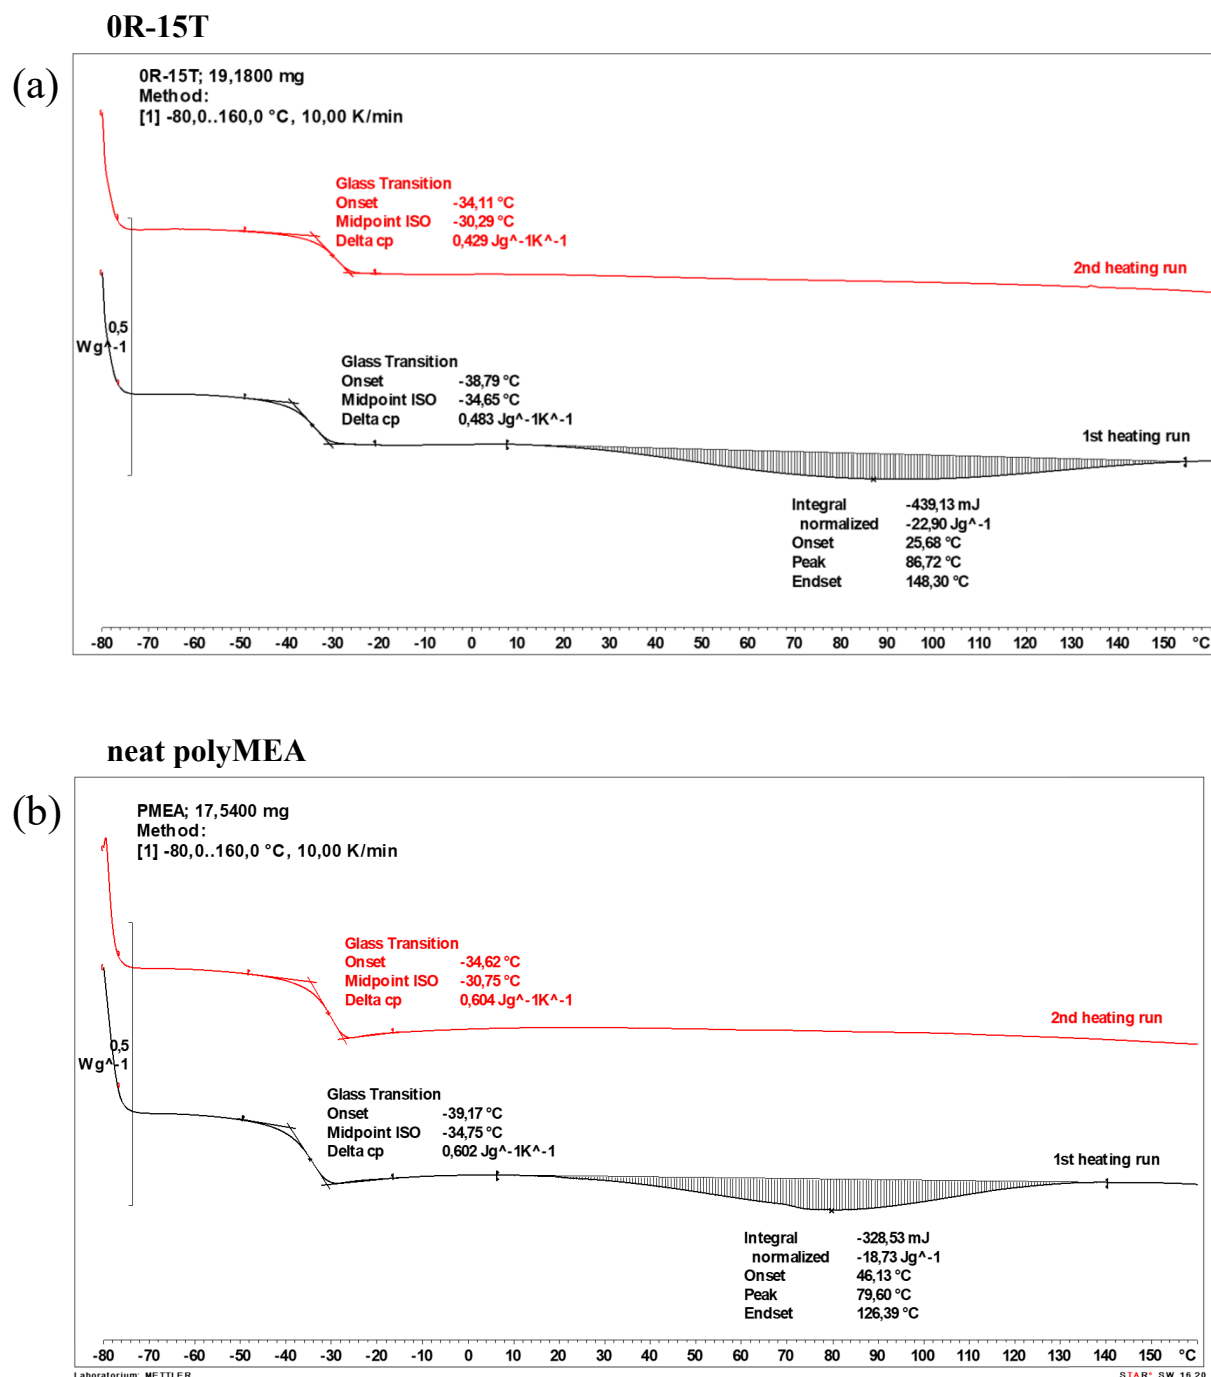 0R-15T
(a)
0R-15T; 19,1800 mg
Method:
[1] -80,0..160,0 °C, 10,00 K/min
Glass Transition
Onset -34,11 °C
Midpoint ISO -30,29 °C
Delta cp 0,429 Jg^-1K^-1
2nd heating run
0,5
Wg^-1
Glass Transition
Onset -38,79 °C
Midpoint ISO -34,65 °C
Delta cp 0,483 Jg^-1K^-1
1st heating run
Integral -439,13 mJ
normalized -22,90 Jg^-1
Onset 25,68 °C
Peak 86,72 °C
Endset 148,30 °C
-80 -70 -60 -50 -40 -30 -20 -10 0 10 20 30 40 50 60 70 80 90 100 110 120 130 140 150 °C
neat polyMEA
(b)
PMEA; 17,5400 mg
Method:
[1] -80,0..160,0 °C, 10,00 K/min
Glass Transition
Onset -34,62 °C
Midpoint ISO -30,75 °C
Delta cp 0,604 Jg^-1K^-1
2nd heating run
0,5
Wg^-1
Glass Transition
Onset -39,17 °C
Midpoint ISO -34,75 °C
Delta cp 0,602 Jg^-1K^-1
1st heating run
Integral -328,53 mJ
normalized -18,73 Jg^-1
Onset 46,13 °C
Peak 79,60 °C
Endset 126,39 °C
-80 -70 -60 -50 -40 -30 -20 -10 0 10 20 30 40 50 60 70 80 90 100 110 120 130 140 150 °C
Laboratorium: METTLER STARe SW 16.20